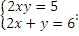 2xy = 5
2x + y = 6.